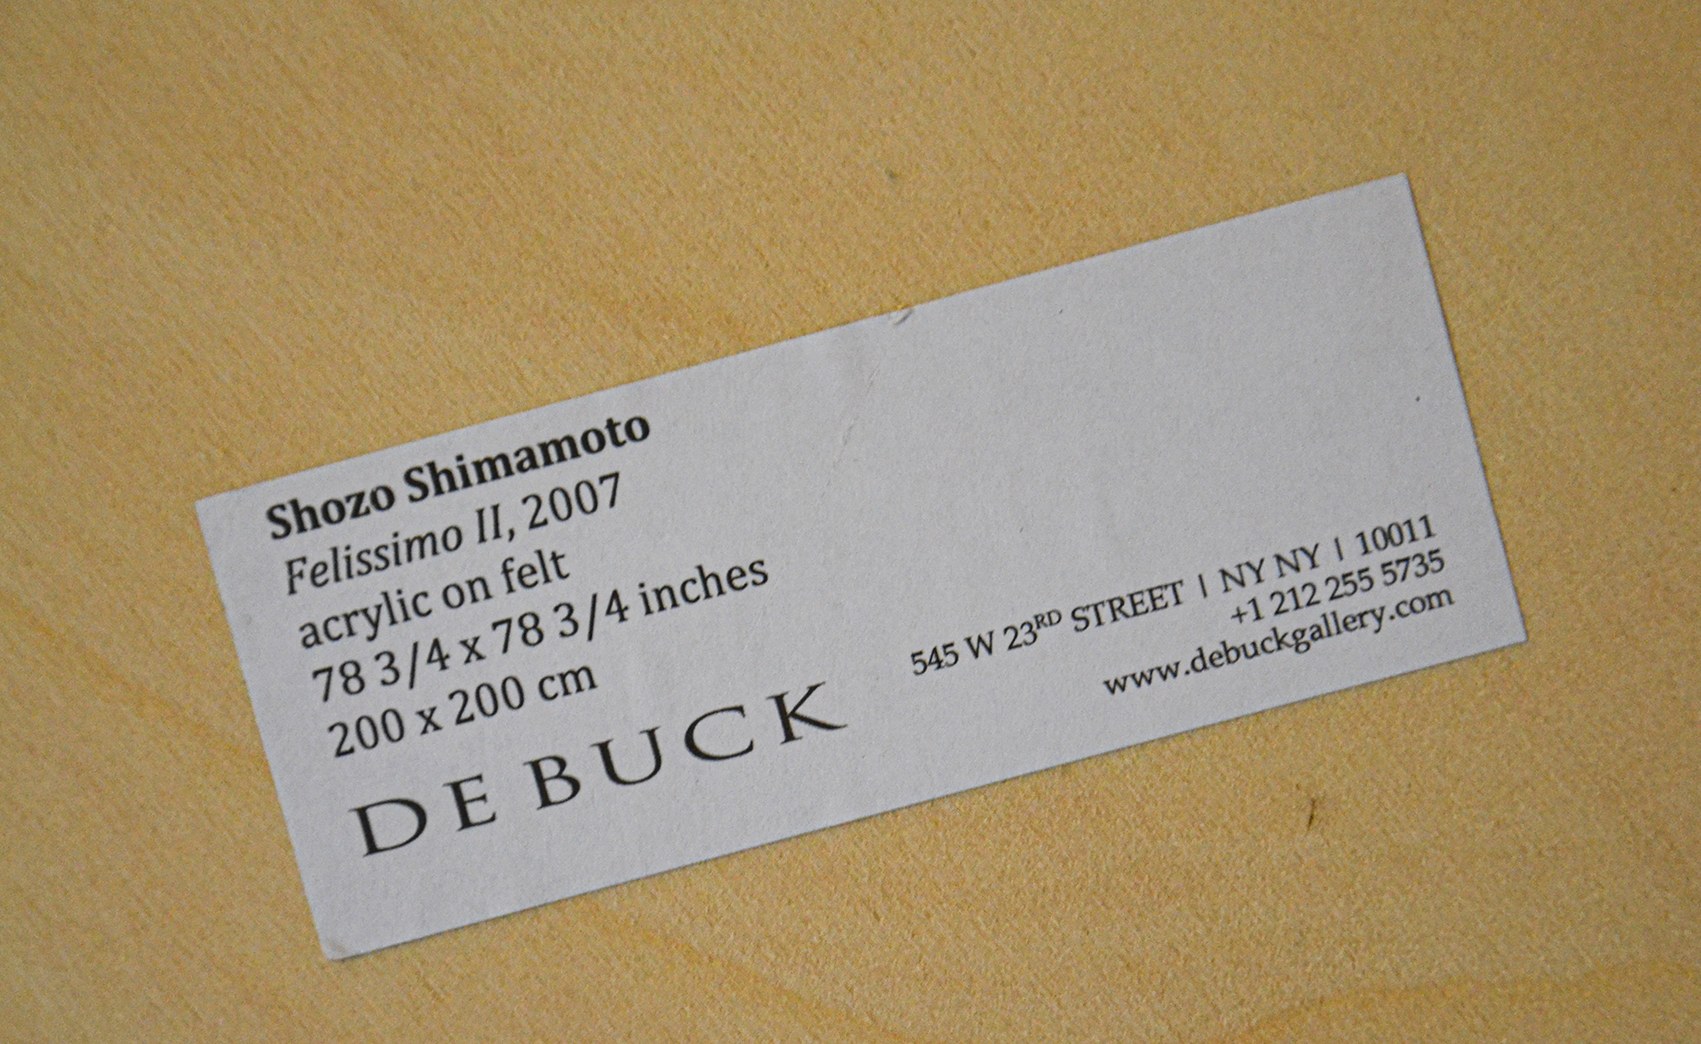 Shozo Shimamoto
Felissimo II, 2007
acrylic on felt
78 3/4 x 78 3/4 inches
200 x 200 cm
DE BUCK
545 W 23RD STREET | NY NY | 10011
+1 212 255 5735
www.debuckgallery.com